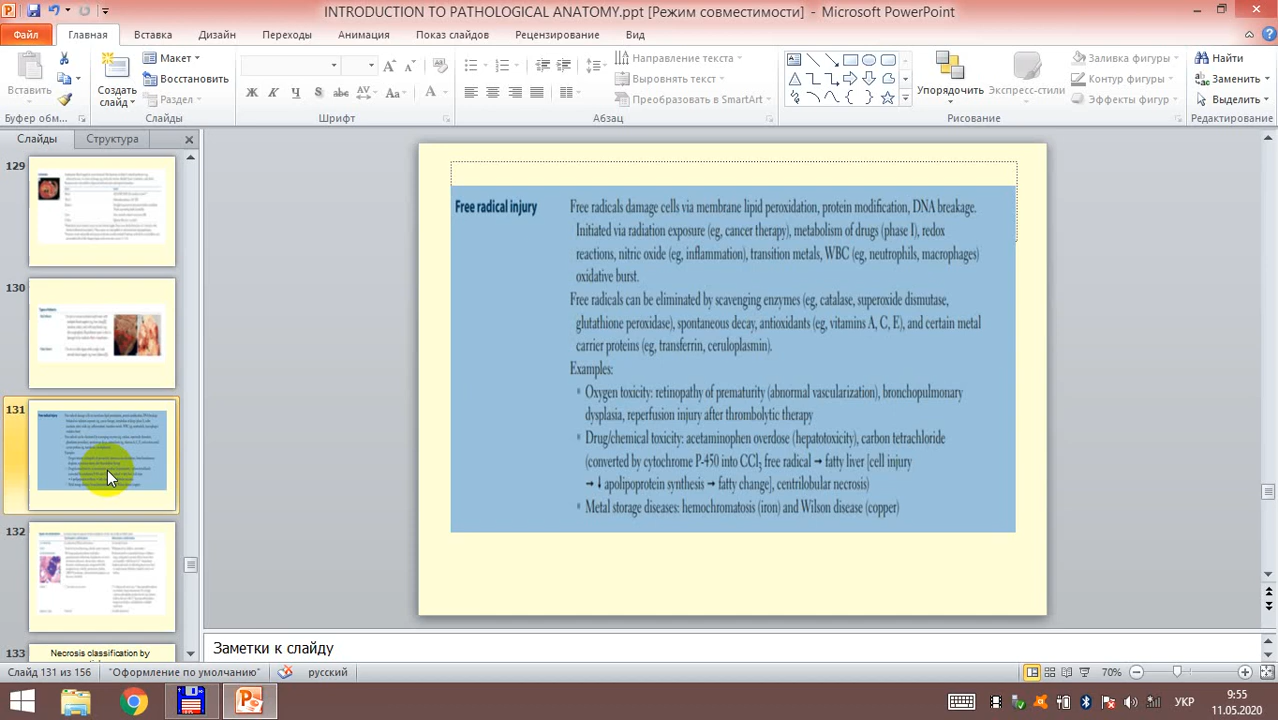 INTRODUCTION TO PATHOLOGICAL ANATOMY.ppt [Режим совместимости] - Microsoft PowerPoint
Файл Главная Вставка Дизайн Переходы Анимация Показ слайдов Рецензирование Вид
Вставить
Буфер обм...
Создать слайд
Макет
Восстановить
Раздел
Слайды
Ж К Ч S abc AV Aa A
Шрифт
Направление текста
Выровнять текст
Преобразовать в SmartArt
Абзац
Упорядочить
Экспресс-стили
Заливка фигуры
Контур фигуры
Эффекты фигур
Рисование
Найти
Заменить
Выделить
Редактирование
Слайды Структура
129
130
131
132
133
Necrosis classification by
Free radical injury
Free radicals damage cells via membrane lipid peroxidation, protein modification, DNA breakage.
Initiated via radiation exposure (eg, cancer therapy), metabolism of drugs (phase I), redox
reactions, nitric oxide (eg, inflammation), transition metals, WBC (eg, neutrophils, macrophages)
oxidative burst.
Free radicals can be eliminated by scavenging enzymes (eg, catalase, superoxide dismutase,
glutathione peroxidase), spontaneous decay, antioxidants (eg, vitamins A, C, E), and certain metal
carrier proteins (eg, transferrin, ceruloplasmin).
Examples:
▪ Oxygen toxicity: retinopathy of prematurity (abnormal vascularization), bronchopulmonary
dysplasia, reperfusion injury after thrombolytic therapy
▪ Drug/chemical toxicity: acetaminophen overdose (hepatotoxicity), carbon tetrachloride
(converted by cytochrome P-450 into CCl₃ free radical → fatty liver [cell injury
→ ↓ apolipoprotein synthesis → fatty change], centrilobular necrosis)
▪ Metal storage diseases: hemochromatosis (iron) and Wilson disease (copper)
Заметки к слайду
Слайд 131 из 156 "Оформление по умолчанию" русский 70%
УКР 9:55
11.05.2020